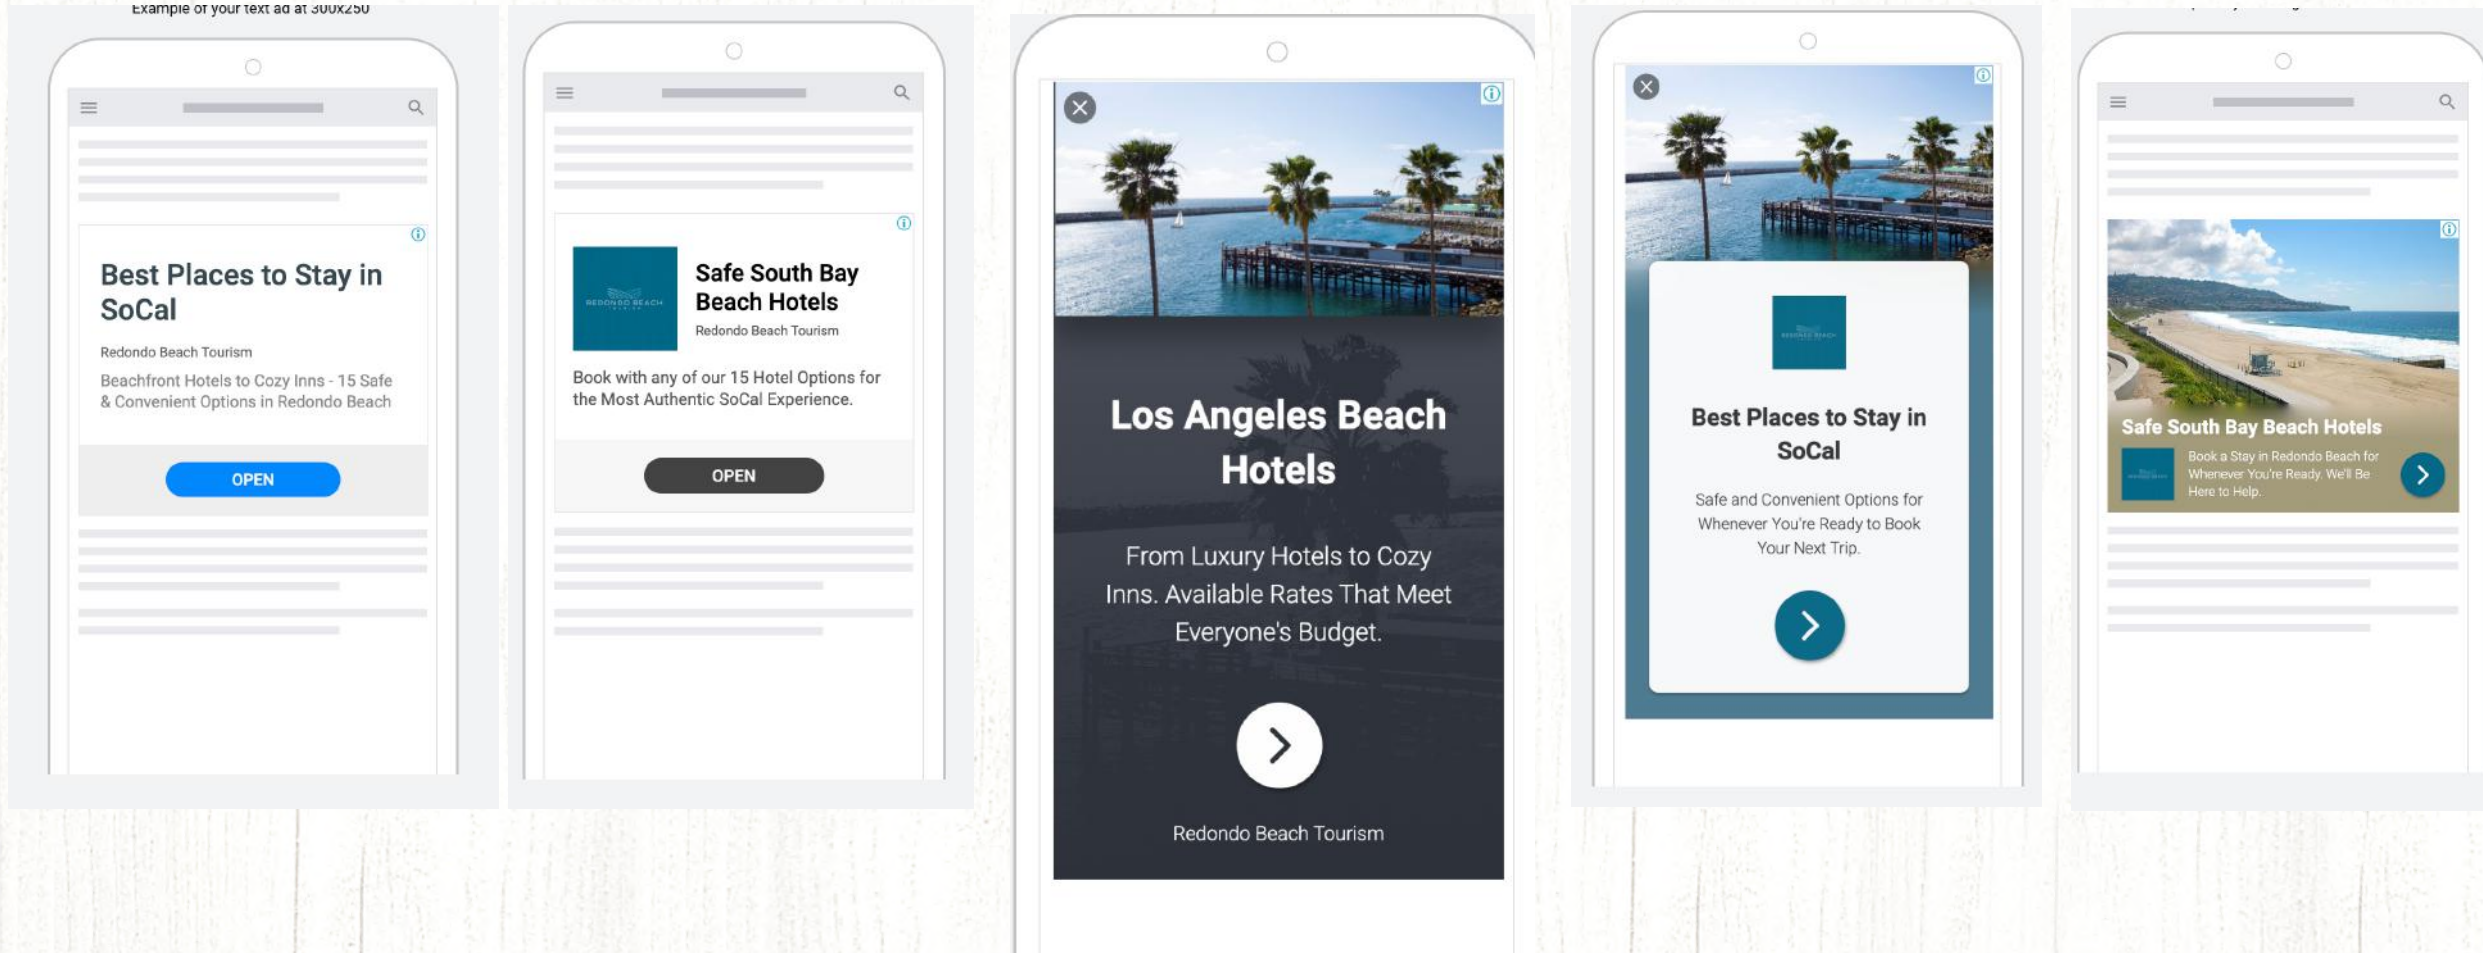 Example of your text ad at 300x250
Best Places to Stay in
SoCal
Redondo Beach Tourism
Beachfront Hotels to Cozy Inns - 15 Safe
& Convenient Options in Redondo Beach
OPEN
REDONDO BEACH
TOURISM
Safe South Bay
Beach Hotels
Redondo Beach Tourism
Book with any of our 15 Hotel Options for
the Most Authentic SoCal Experience.
OPEN
Los Angeles Beach
Hotels
From Luxury Hotels to Cozy
Inns. Available Rates That Meet
Everyone's Budget.
Redondo Beach Tourism
REDONDO BEACH
Best Places to Stay in
SoCal
Safe and Convenient Options for
Whenever You're Ready to Book
Your Next Trip.
Safe South Bay Beach Hotels
Book a Stay in Redondo Beach for
Whenever You're Ready. We'll Be
Here to Help.